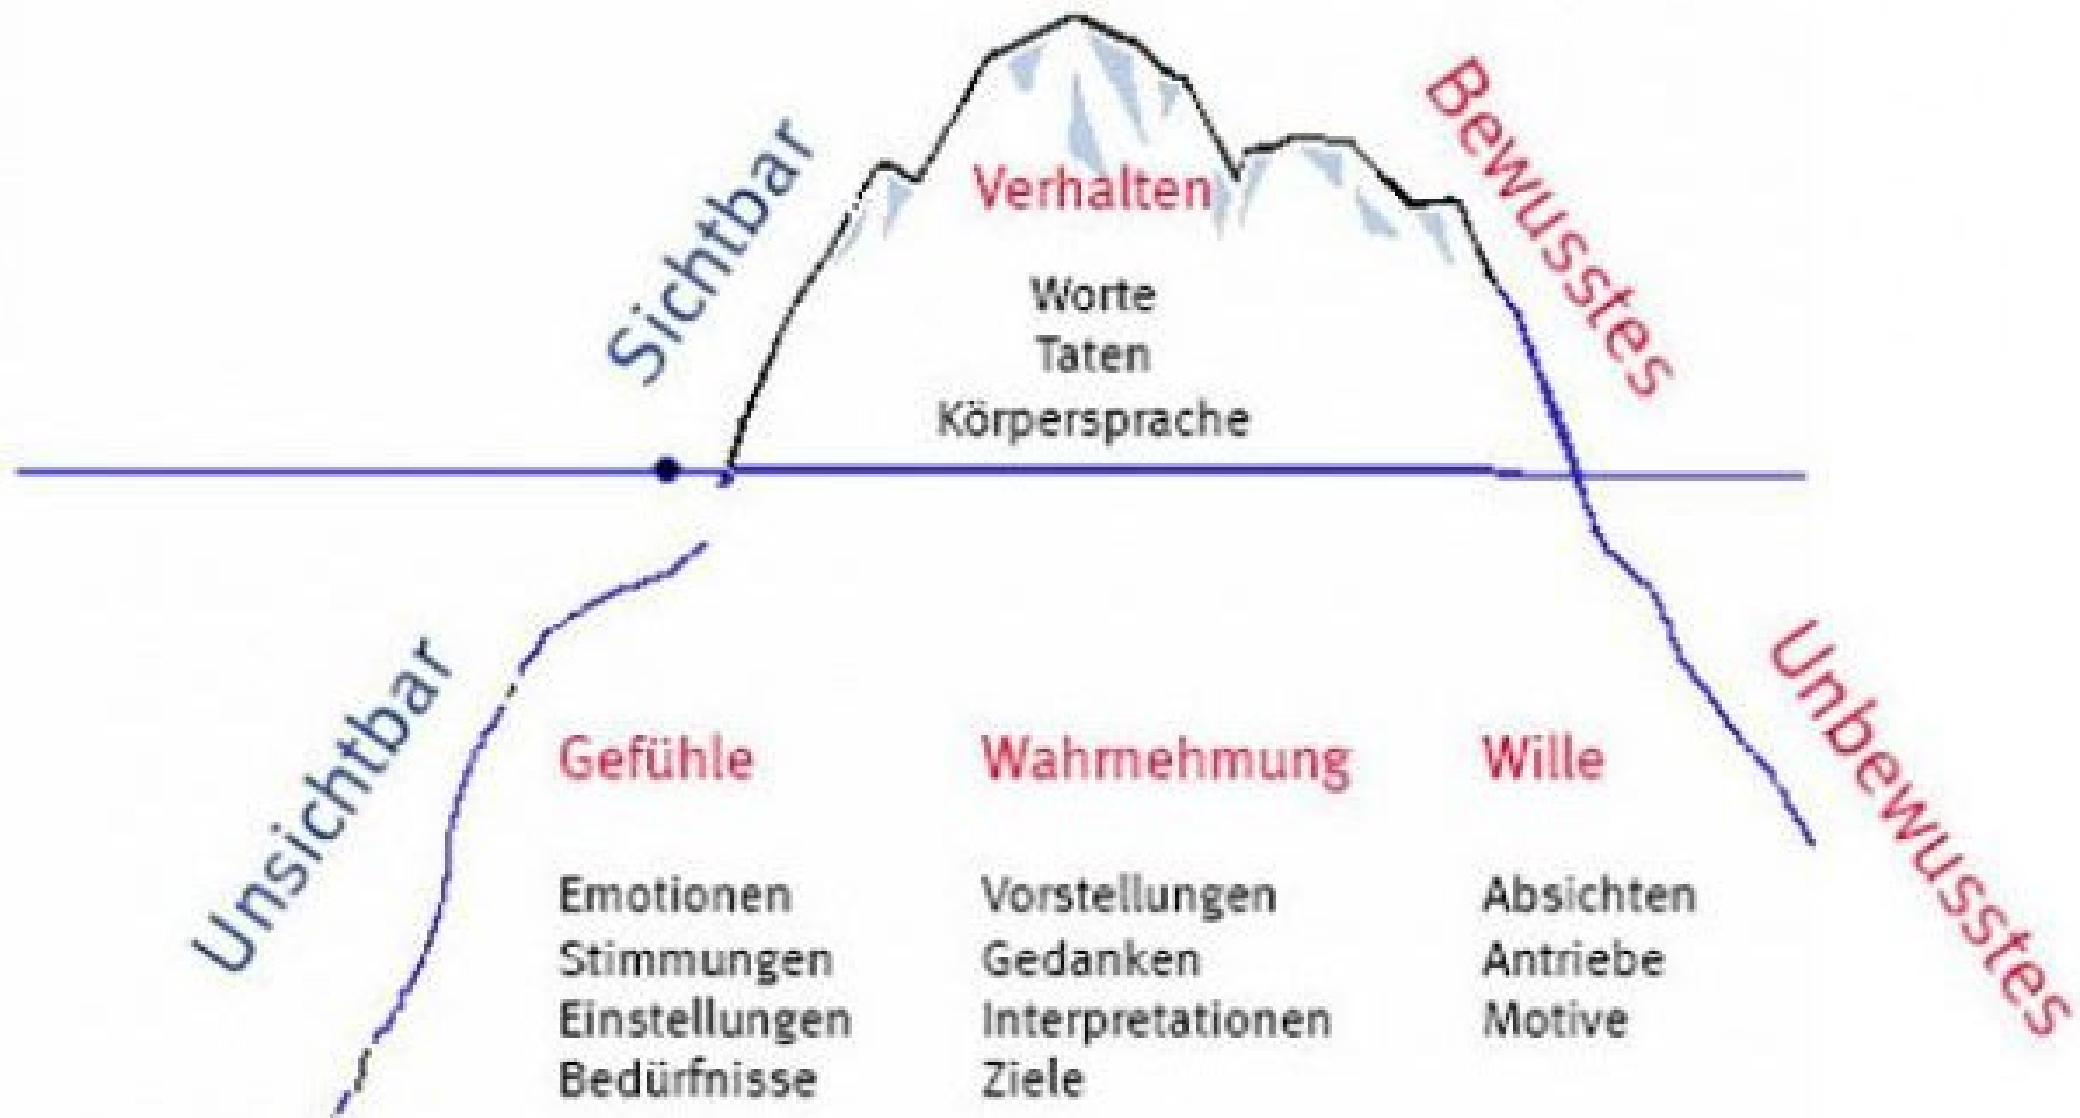 Sichtbar
Bewusstes
Verhalten
Worte
Taten
Körpersprache
Unsichtbar
Unbewusstes
Gefühle
Emotionen
Stimmungen
Einstellungen
Bedürfnisse
Wahrnehmung
Vorstellungen
Gedanken
Interpretationen
Ziele
Wille
Absichten
Antriebe
Motive